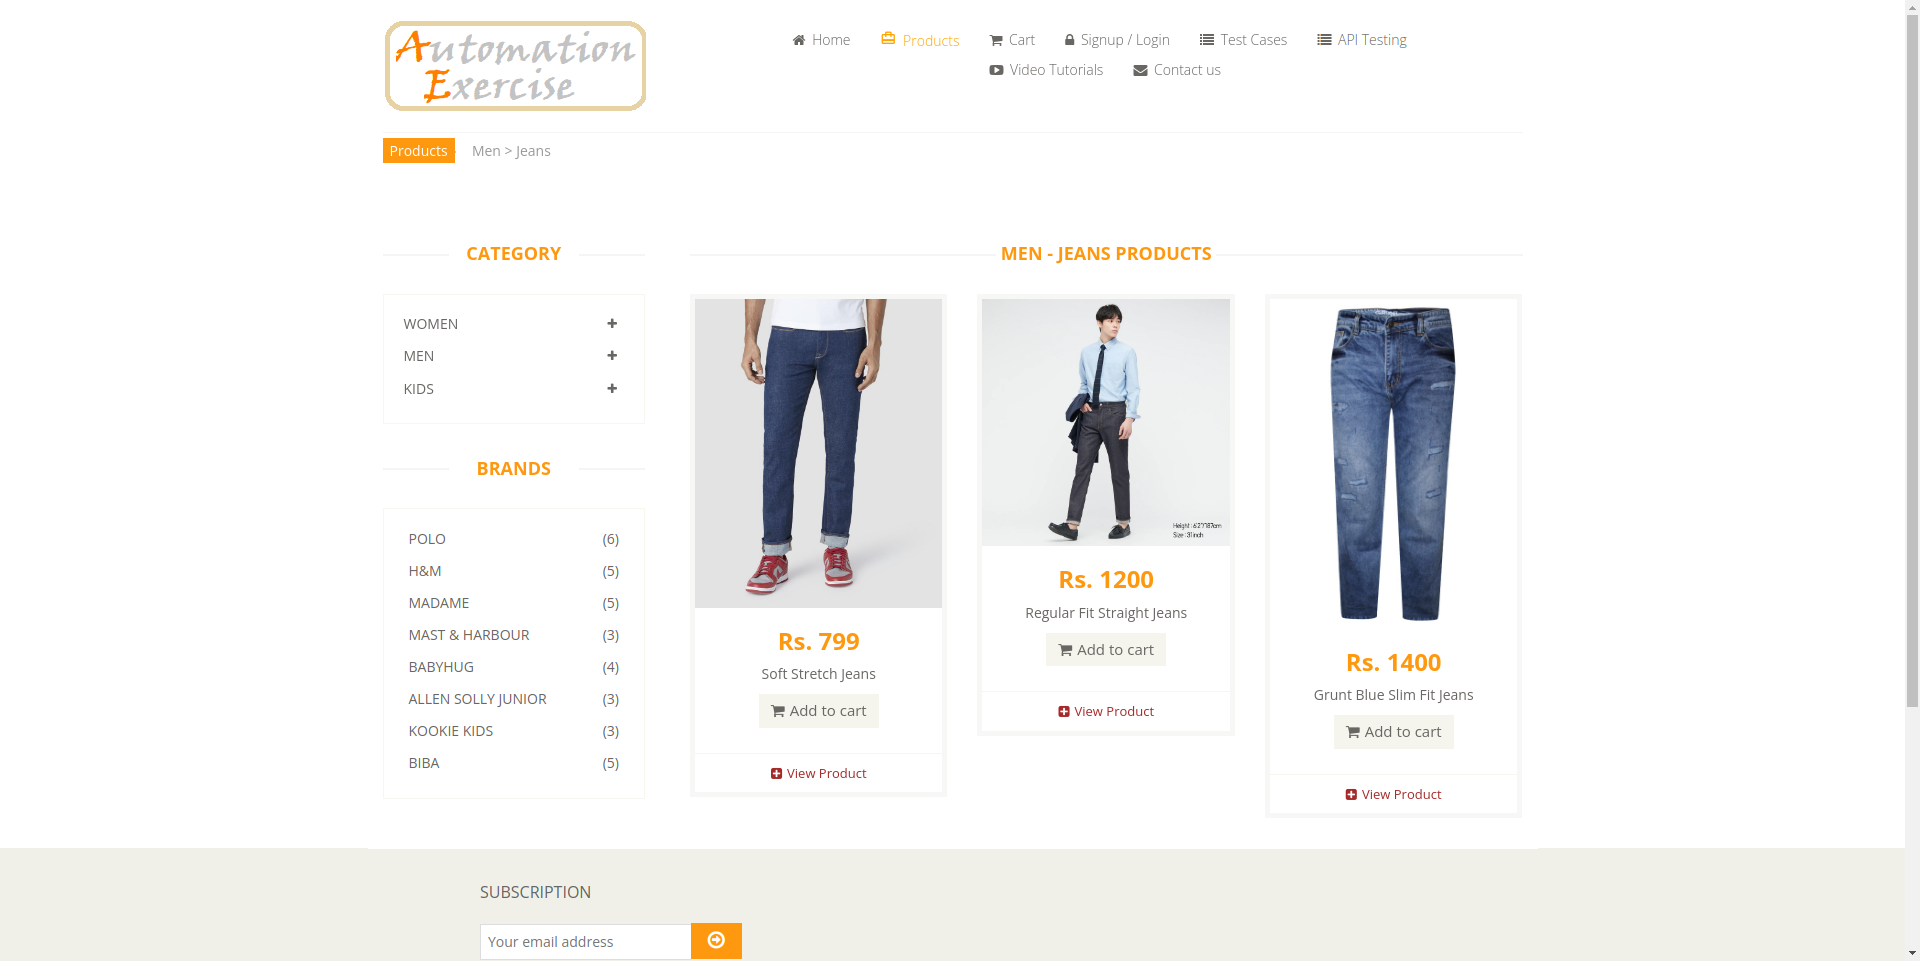 Automation
Exercise
Home
Products
Cart
Signup / Login
Test Cases
API Testing
Video Tutorials
Contact us
Products
Men > Jeans
CATEGORY
WOMEN
MEN
KIDS
BRANDS
POLO (6)
H&M (5)
MADAME (5)
MAST & HARBOUR (3)
BABYHUG (4)
ALLEN SOLLY JUNIOR (3)
KOOKIE KIDS (3)
BIBA (5)
MEN - JEANS PRODUCTS
Rs. 799
Soft Stretch Jeans
Add to cart
View Product
Height : 6'2"/187cm
Size : 31inch
Rs. 1200
Regular Fit Straight Jeans
Add to cart
View Product
Rs. 1400
Grunt Blue Slim Fit Jeans
Add to cart
View Product
SUBSCRIPTION
Your email address